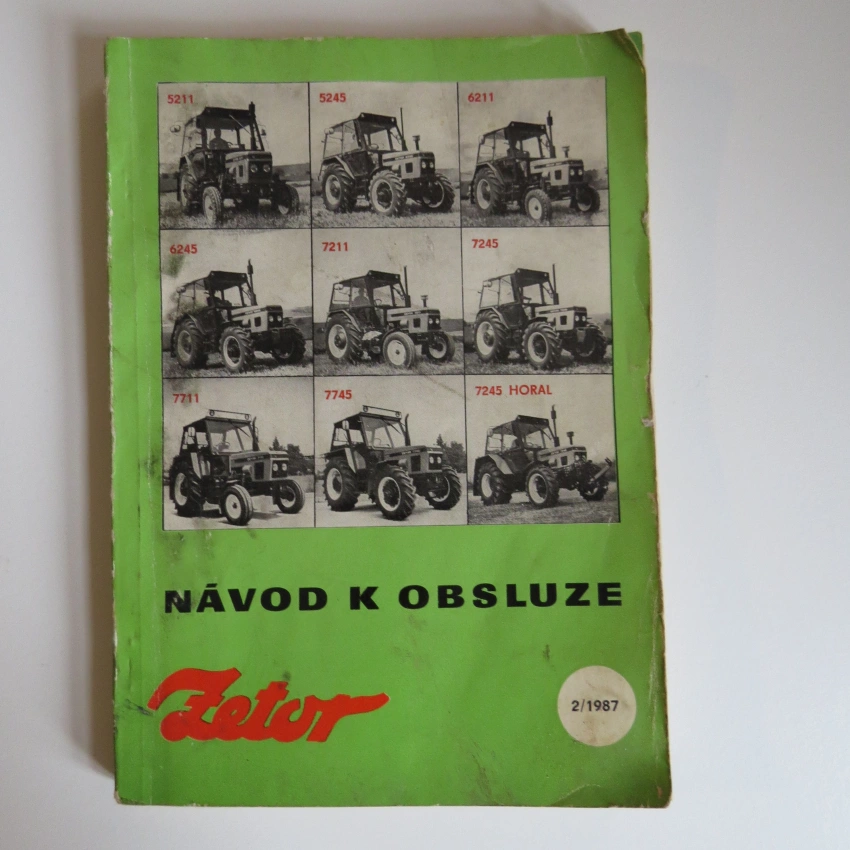 5211 5245 6211
6245 7211 7245
7711 7745 7245 HORAL
NÁVOD K OBSLUZE
Zetor
2/1987